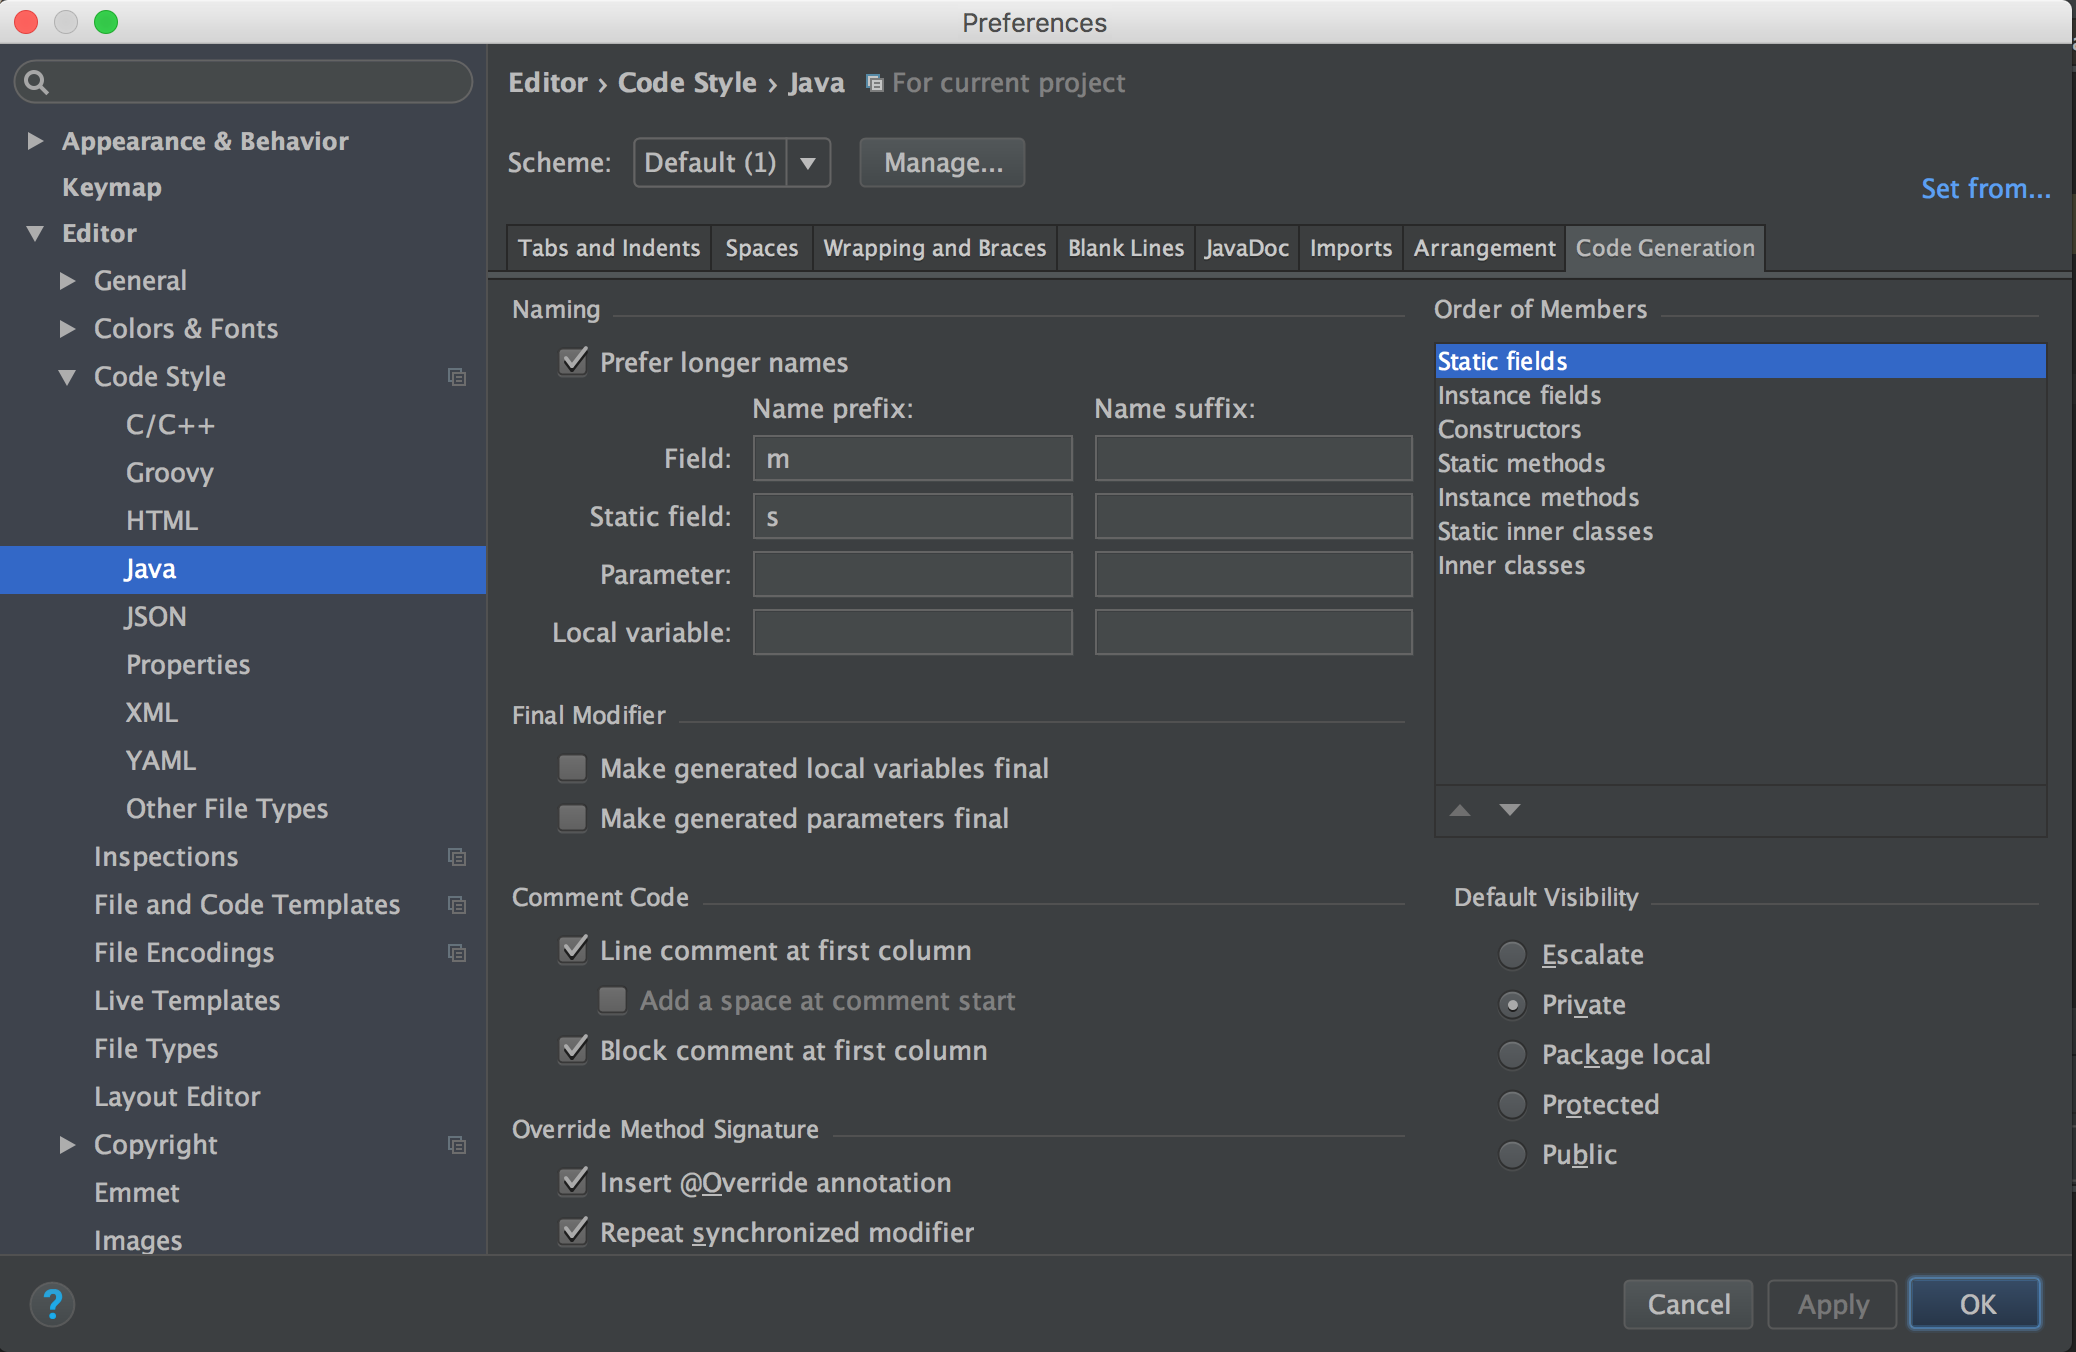 Preferences
Appearance & Behavior
Keymap
Editor
General
Colors & Fonts
Code Style
C/C++
Groovy
HTML
Java
JSON
Properties
XML
YAML
Other File Types
Inspections
File and Code Templates
File Encodings
Live Templates
File Types
Layout Editor
Copyright
Emmet
Images
Editor › Code Style › Java For current project
Scheme: Default (1) Manage...
Set from...
Tabs and Indents Spaces Wrapping and Braces Blank Lines JavaDoc Imports Arrangement Code Generation
Naming
Prefer longer names
Name prefix: Name suffix:
Field: m
Static field: s
Parameter:
Local variable:
Final Modifier
Make generated local variables final
Make generated parameters final
Comment Code
Line comment at first column
Add a space at comment start
Block comment at first column
Override Method Signature
Insert @Override annotation
Repeat synchronized modifier
Order of Members
Static fields
Instance fields
Constructors
Static methods
Instance methods
Static inner classes
Inner classes
Default Visibility
Escalate
Private
Package local
Protected
Public
?
Cancel Apply OK